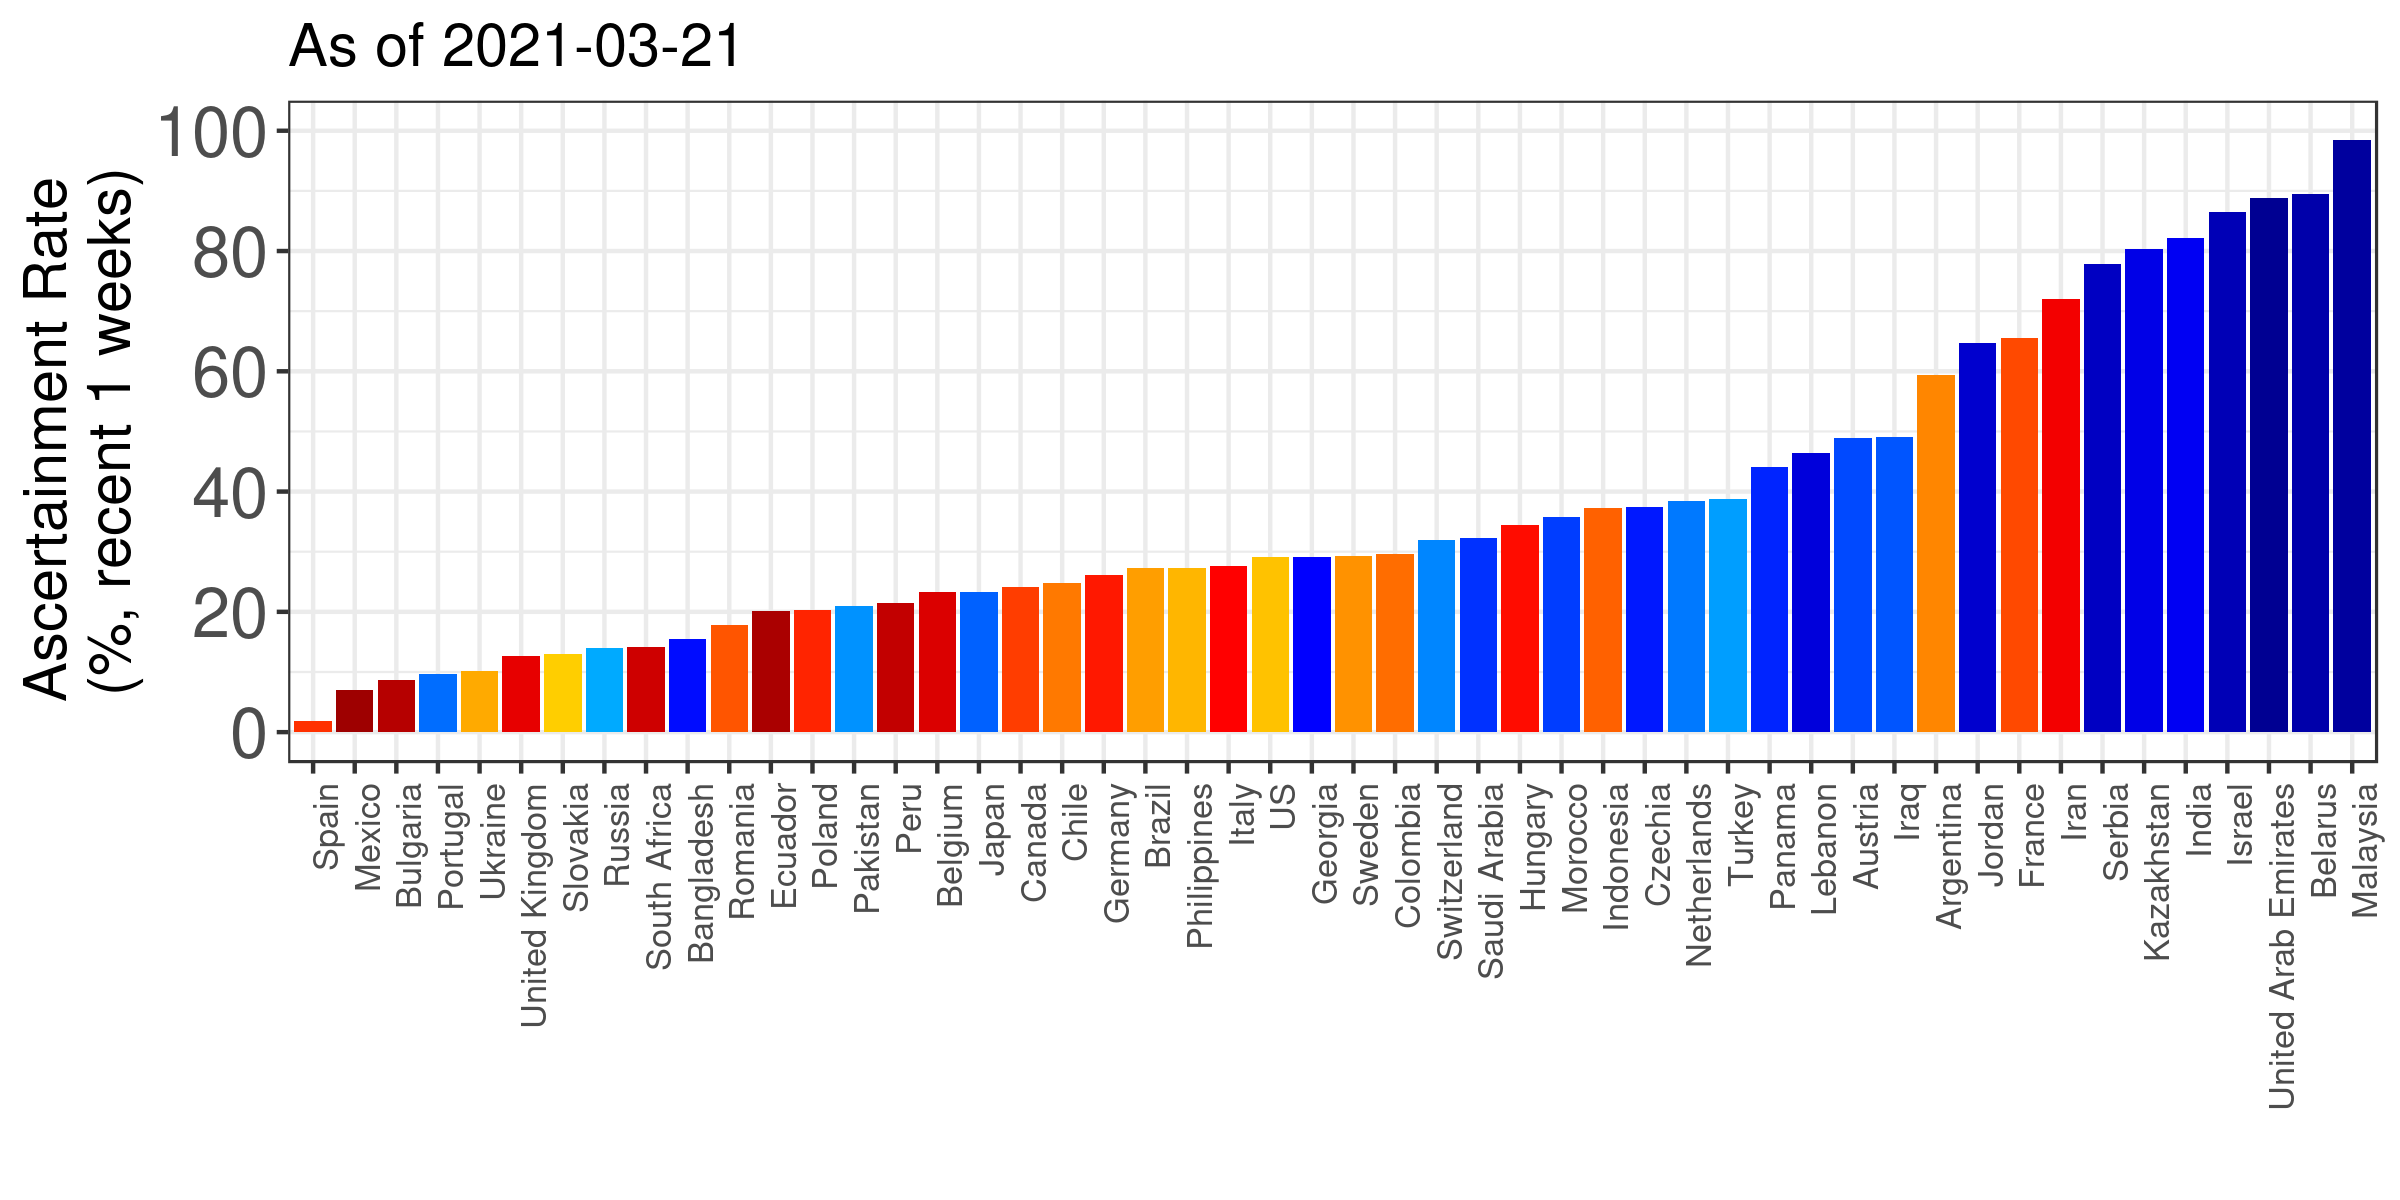 As of 2021-03-21
Ascertainment Rate
(%, recent 1 weeks)
100
80
60
40
20
0
Spain
Mexico
Bulgaria
Portugal
Ukraine
United Kingdom
Slovakia
Russia
South Africa
Bangladesh
Romania
Ecuador
Poland
Pakistan
Peru
Belgium
Japan
Canada
Chile
Germany
Brazil
Philippines
Italy
US
Georgia
Sweden
Colombia
Switzerland
Saudi Arabia
Hungary
Morocco
Indonesia
Czechia
Netherlands
Turkey
Panama
Lebanon
Austria
Iraq
Argentina
Jordan
France
Iran
Serbia
Kazakhstan
India
Israel
United Arab Emirates
Belarus
Malaysia